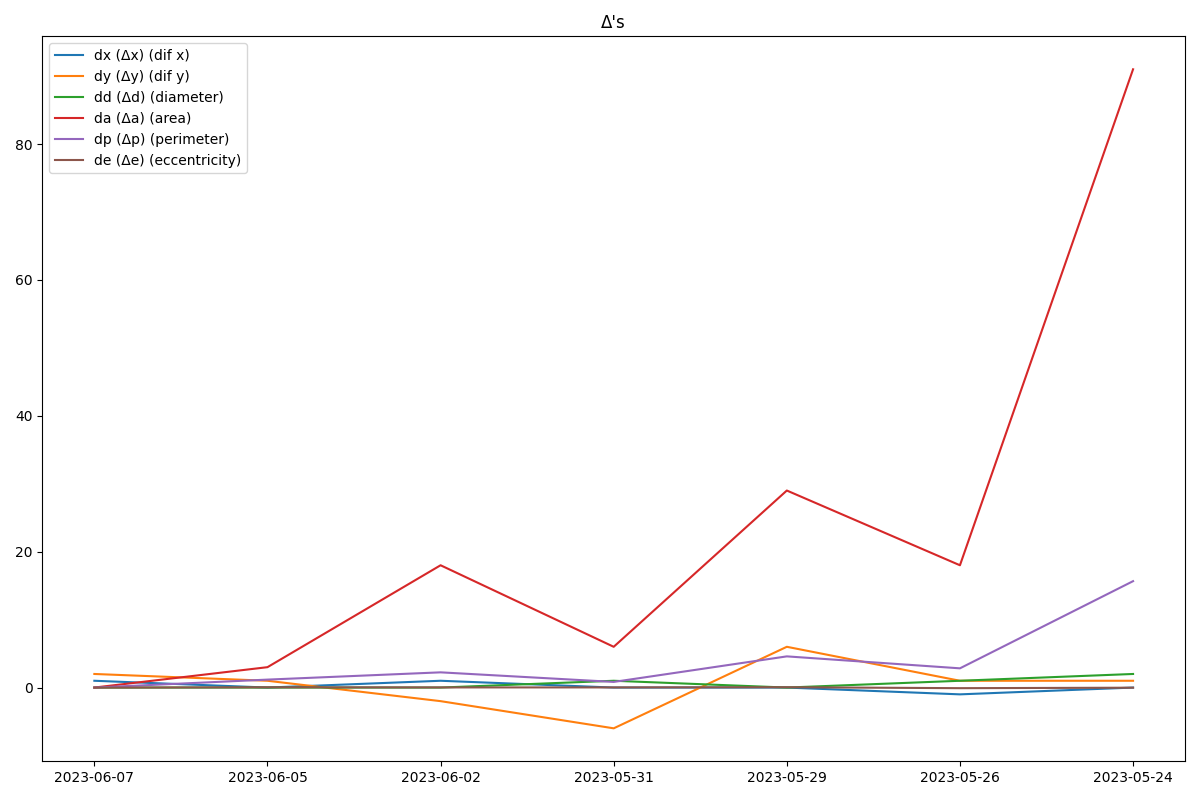 Δ's
dx (Δx) (dif x)
dy (Δy) (dif y)
dd (Δd) (diameter)
da (Δa) (area)
dp (Δp) (perimeter)
de (Δe) (eccentricity)
80
60
40
20
0
2023-06-07 2023-06-05 2023-06-02 2023-05-31 2023-05-29 2023-05-26 2023-05-24